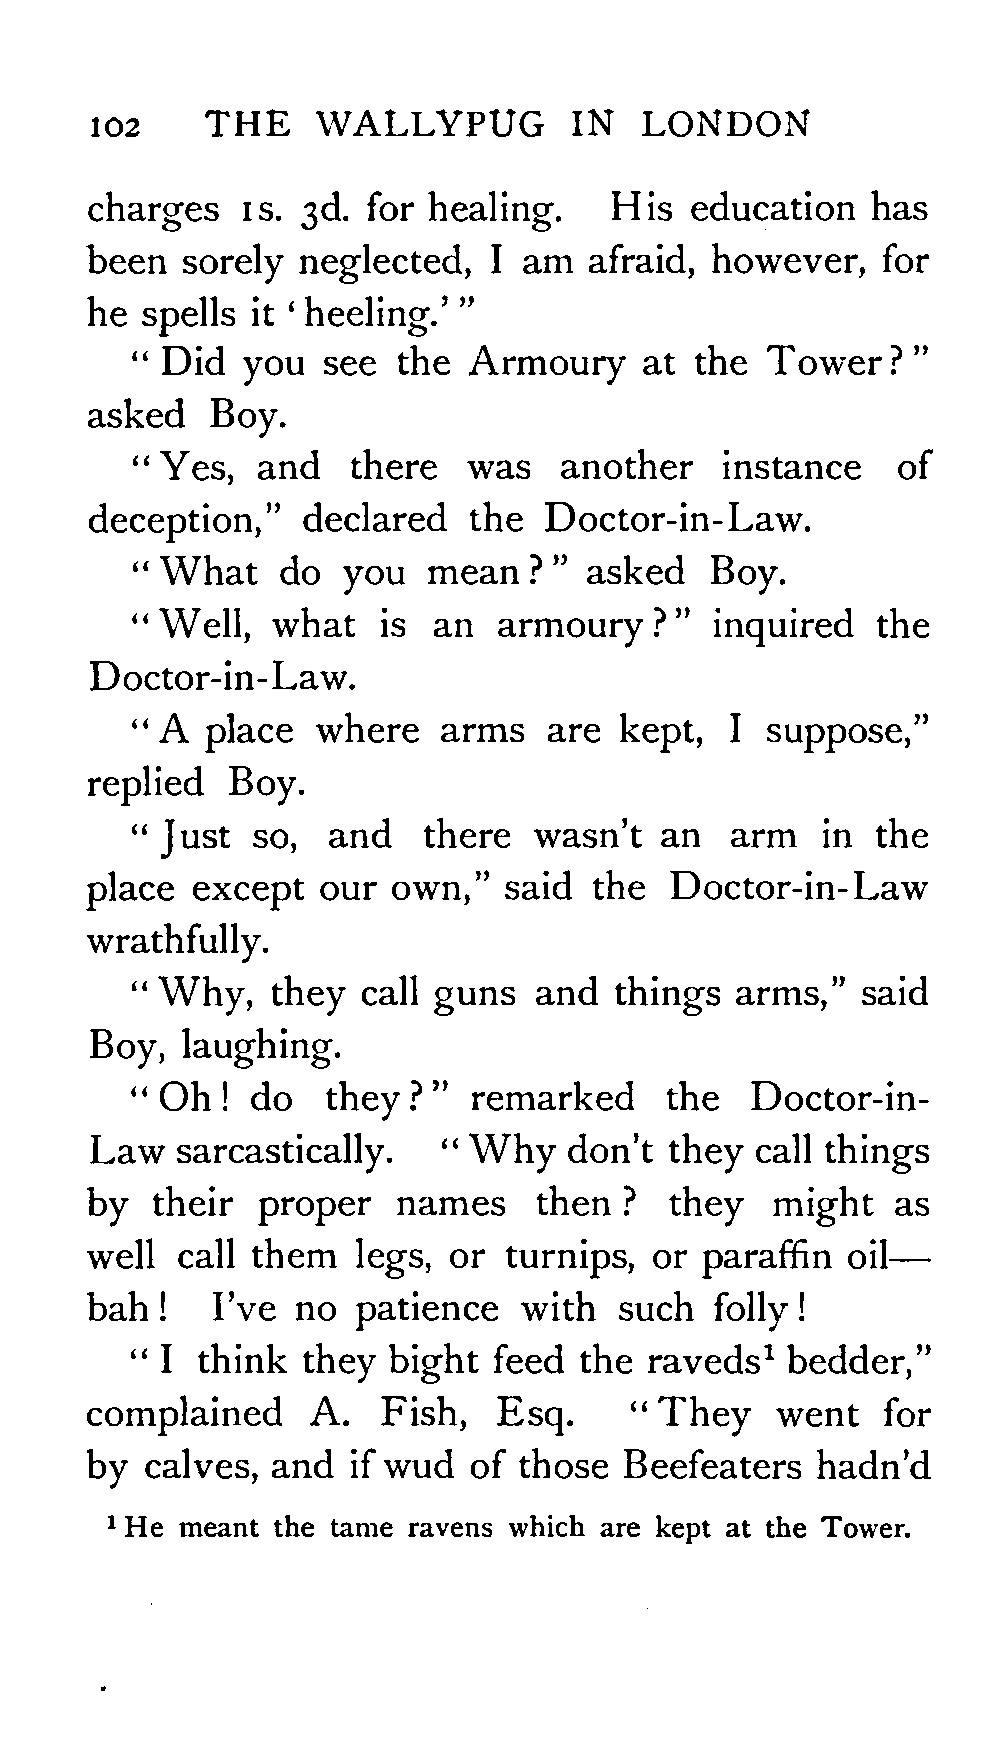 102 THE WALLYPUG IN LONDON
charges 1s. 3d. for healing. His education has
been sorely neglected, I am afraid, however, for
he spells it ‘heeling.’”
“Did you see the Armoury at the Tower?”
asked Boy.
“Yes, and there was another instance of
deception,” declared the Doctor-in-Law.
“What do you mean?” asked Boy.
“Well, what is an armoury?” inquired the
Doctor-in-Law.
“A place where arms are kept, I suppose,”
replied Boy.
“Just so, and there wasn’t an arm in the
place except our own,” said the Doctor-in-Law
wrathfully.
“Why, they call guns and things arms,” said
Boy, laughing.
“Oh! do they?” remarked the Doctor-in-
Law sarcastically. “Why don’t they call things
by their proper names then? they might as
well call them legs, or turnips, or paraffin oil—
bah! I’ve no patience with such folly!
“I think they bight feed the raveds¹ bedder,”
complained A. Fish, Esq. “They went for
by calves, and if wud of those Beefeaters hadn’d
¹ He meant the tame ravens which are kept at the Tower.